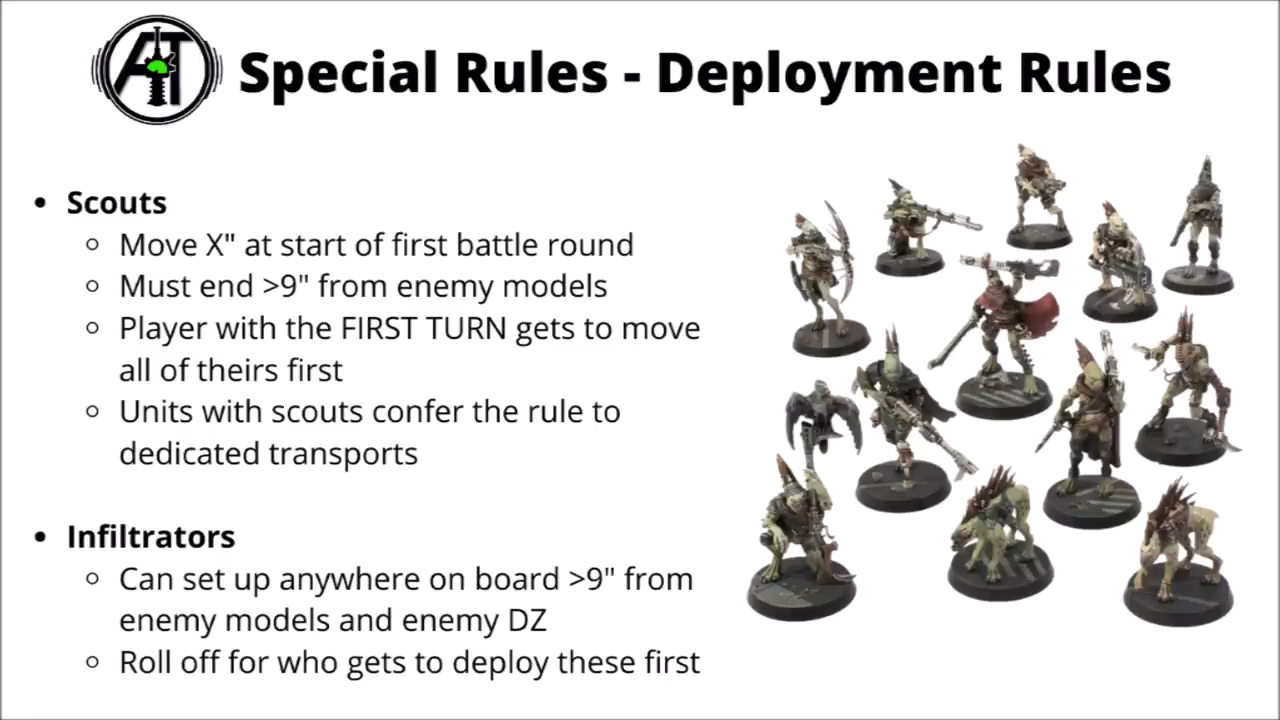 AT
Special Rules - Deployment Rules
• Scouts
○ Move X" at start of first battle round
○ Must end >9" from enemy models
○ Player with the FIRST TURN gets to move
all of theirs first
○ Units with scouts confer the rule to
dedicated transports
• Infiltrators
○ Can set up anywhere on board >9" from
enemy models and enemy DZ
○ Roll off for who gets to deploy these first